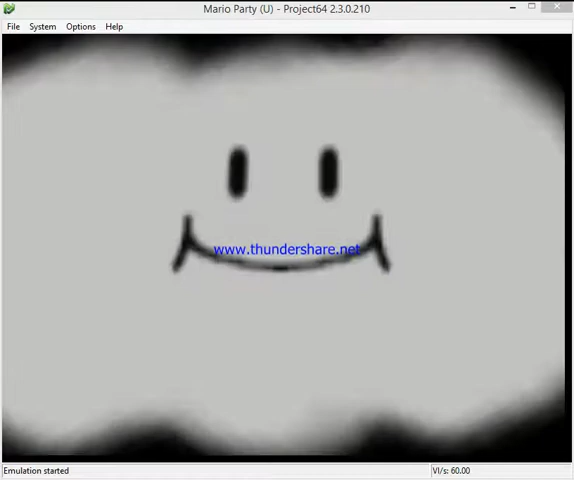 Mario Party (U) - Project64 2.3.0.210
File System Options Help
www.thundershare.net
Emulation started
VI/s: 60.00